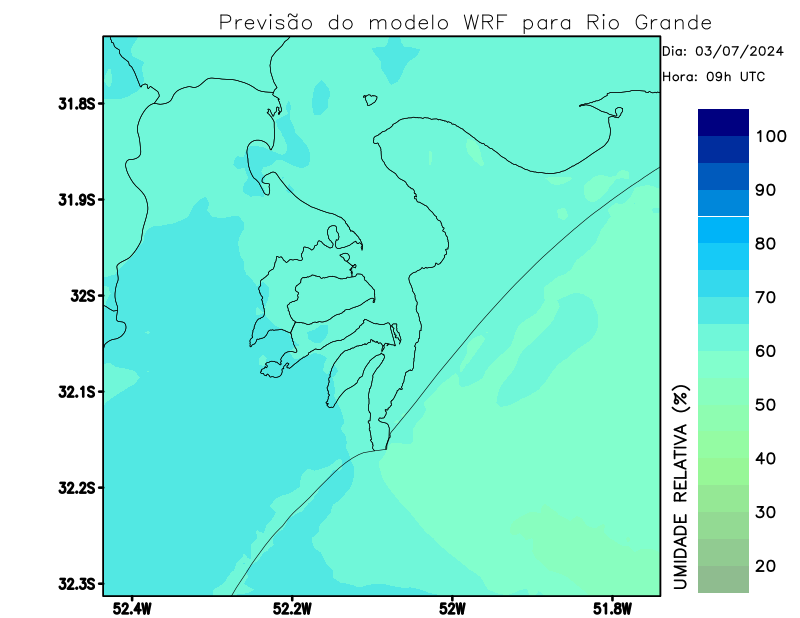 Previsão do modelo WRF para Rio Grande
Dia: 03/07/2024
Hora: 09h UTC
31.8S
31.9S
32S
32.1S
32.2S
32.3S
52.4W
52.2W
52W
51.8W
100
90
80
70
60
50
40
30
20
UMIDADE RELATIVA (%)